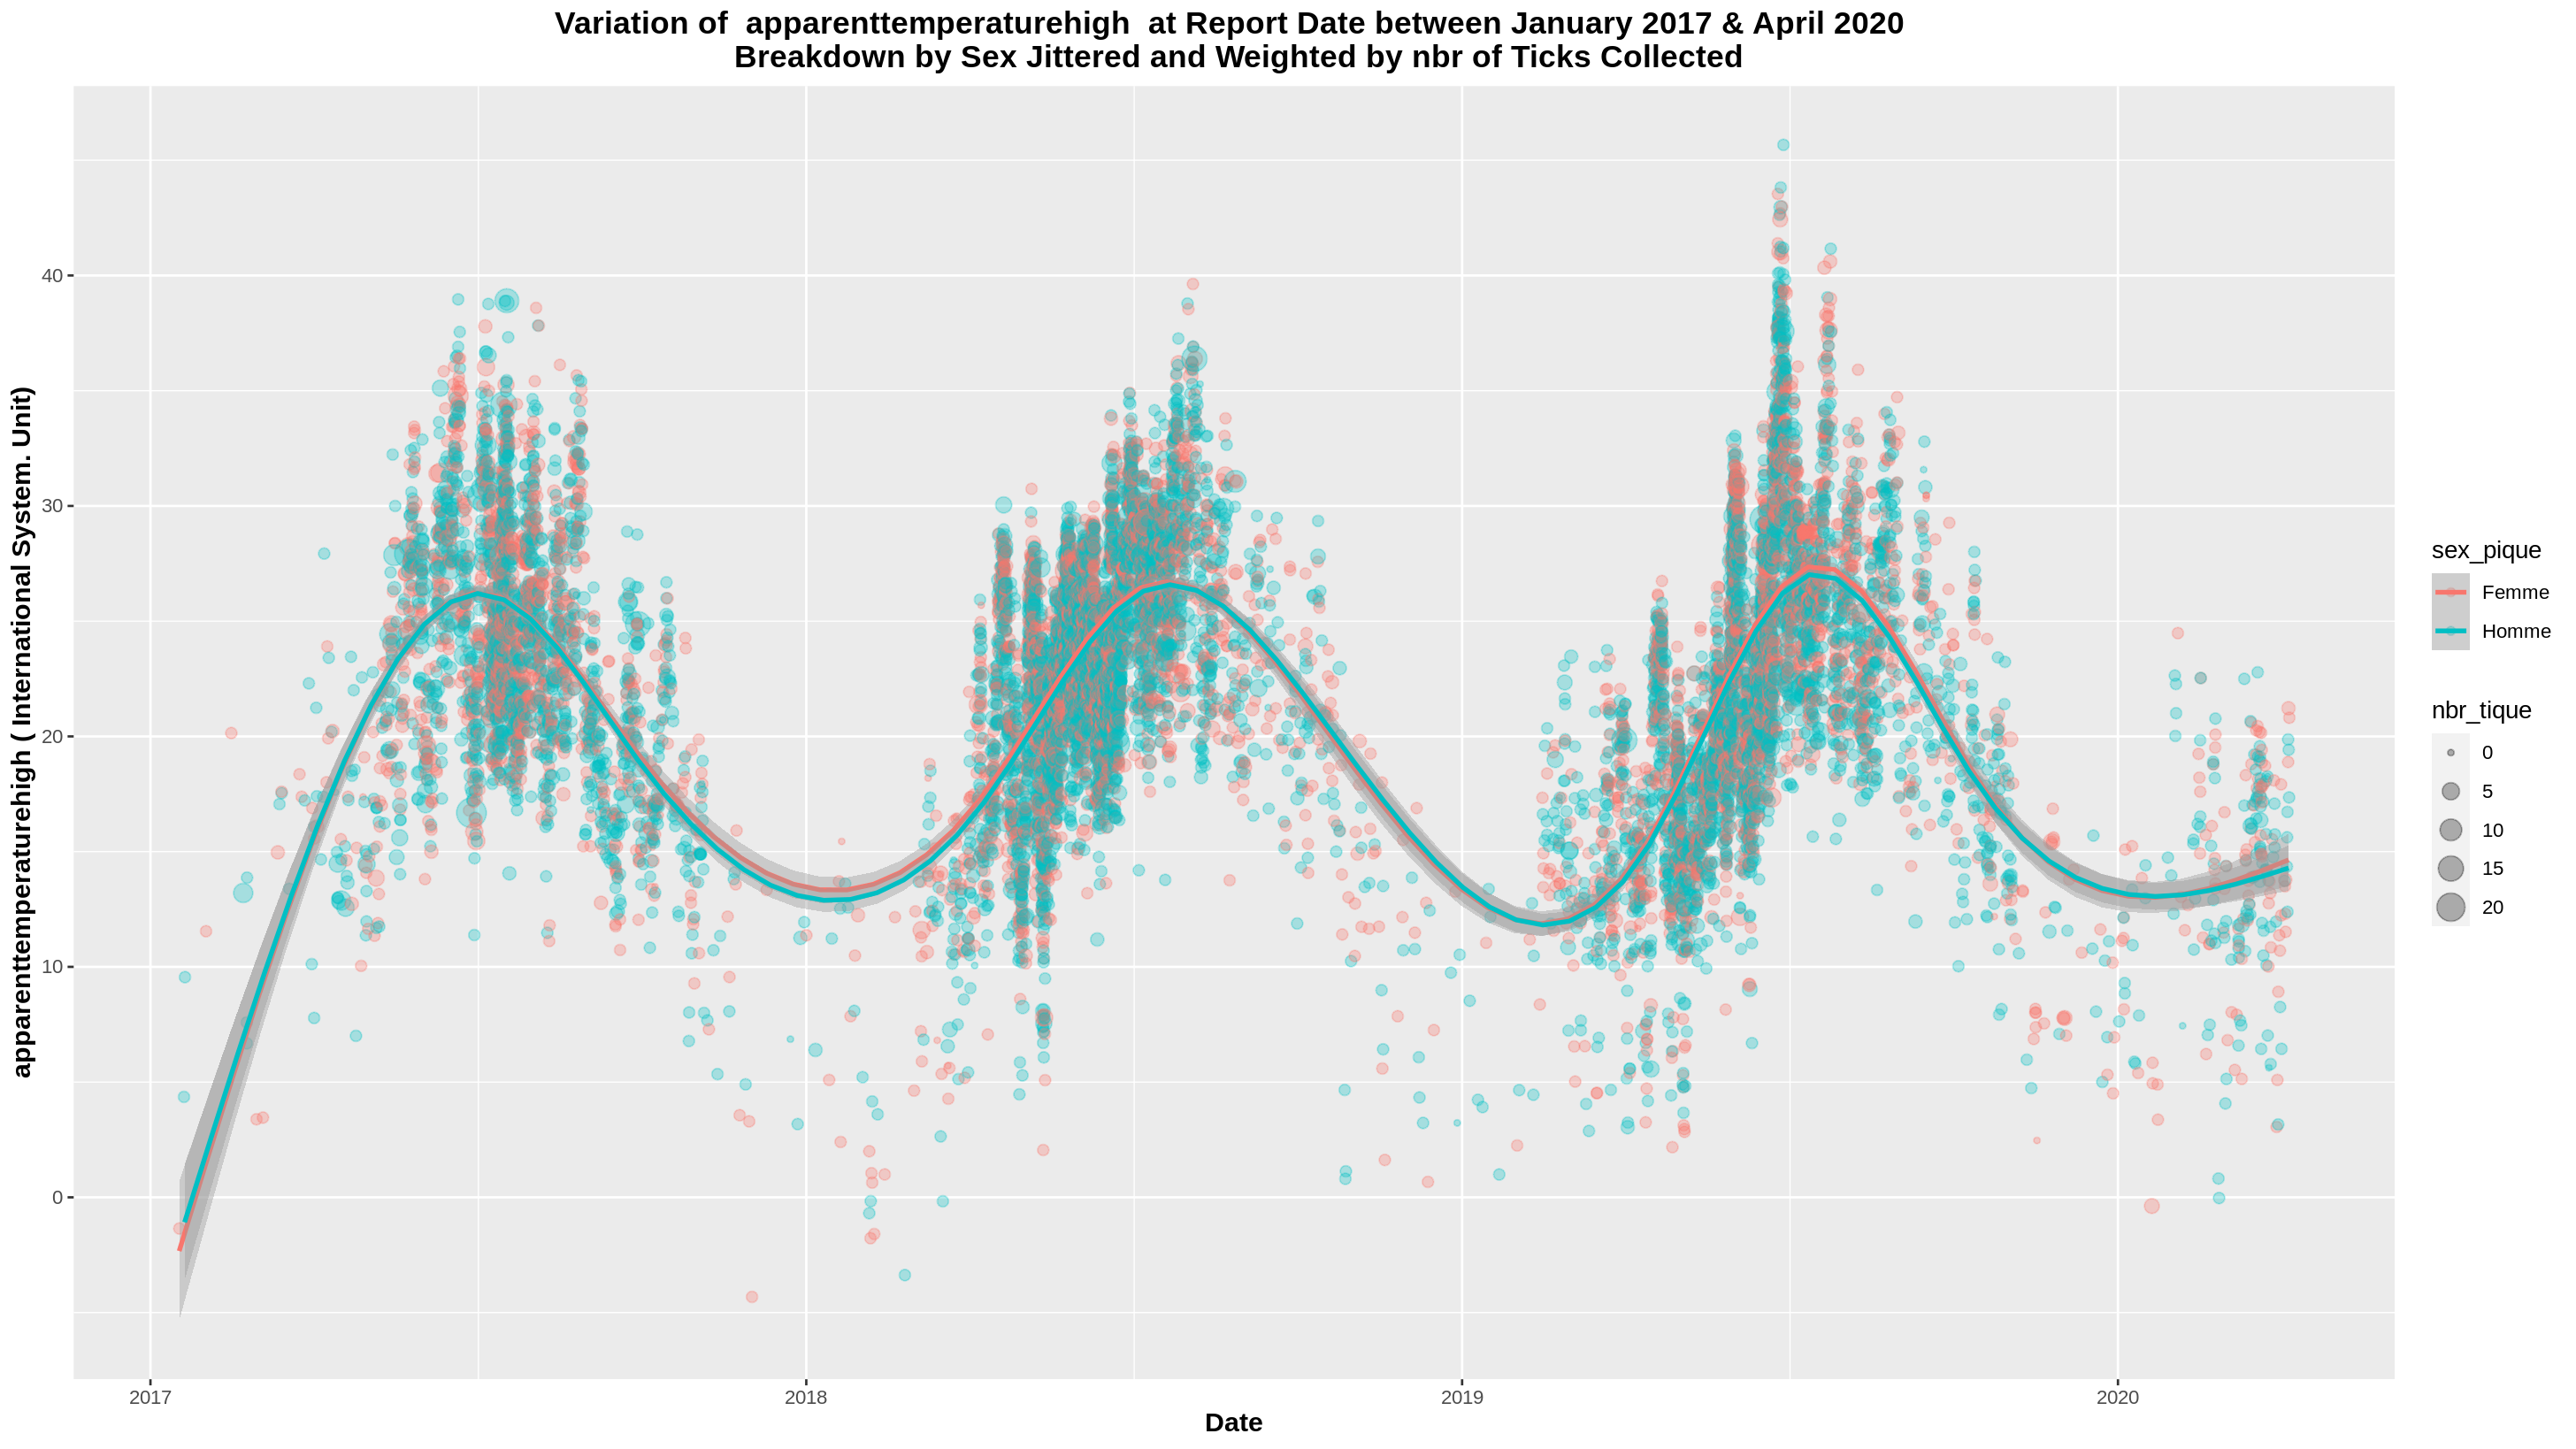 Variation of  apparenttemperaturehigh  at Report Date between January 2017 & April 2020
Breakdown by Sex Jittered and Weighted by nbr of Ticks Collected
apparenttemperaturehigh ( International System. Unit)
40
30
20
10
0
2017
2018
2019
2020
Date
sex_pique
Femme
Homme
nbr_tique
0
5
10
15
20